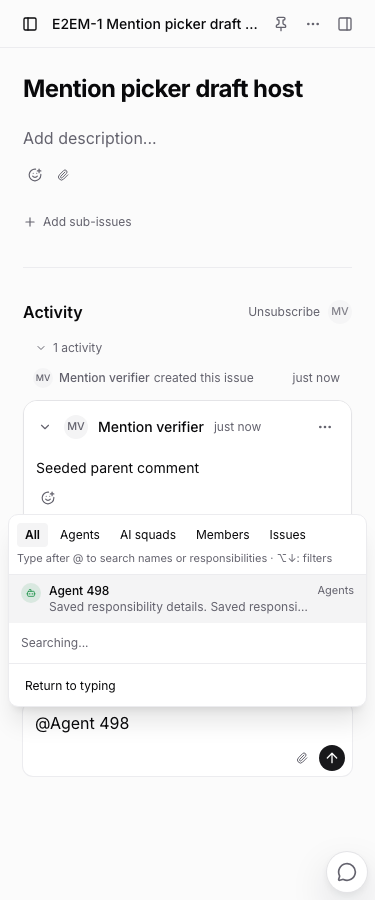 E2EM-1 Mention picker draft ...
Mention picker draft host
Add description...
Add sub-issues
Activity
Unsubscribe MV
1 activity
MV Mention verifier created this issue just now
MV Mention verifier just now
Seeded parent comment
All Agents AI squads Members Issues
Type after @ to search names or responsibilities · ⌥↓: filters
Agent 498 Agents
Saved responsibility details. Saved responsi...
Searching...
Return to typing
@Agent 498